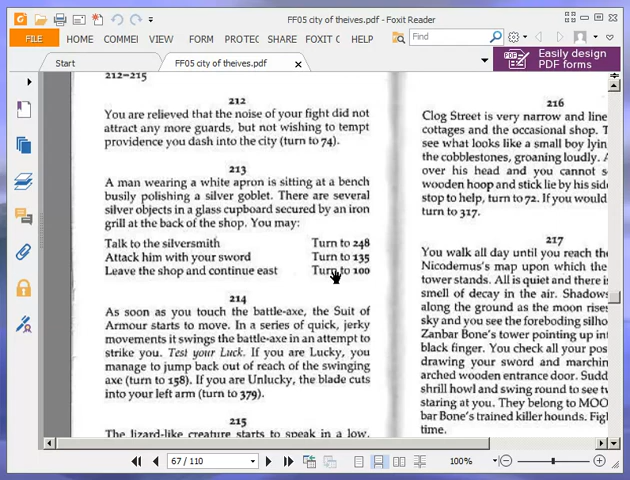 FF05 city of theives.pdf - Foxit Reader
FILE HOME COMMEI VIEW FORM PROTEC SHARE FOXIT C HELP Find
Start FF05 city of theives.pdf Easily design
PDF forms
212–215
212
You are relieved that the noise of your fight did not
attract any more guards, but not wishing to tempt
providence you dash into the city (turn to 74).
213
A man wearing a white apron is sitting at a bench
busily polishing a silver goblet. There are several
silver objects in a glass cupboard secured by an iron
grill at the back of the shop. You may:
Talk to the silversmith Turn to 248
Attack him with your sword Turn to 135
Leave the shop and continue east Turn to 100
214
As soon as you touch the battle-axe, the Suit of
Armour starts to move. In a series of quick, jerky
movements it swings the battle-axe in an attempt to
strike you. Test your Luck. If you are Lucky, you
manage to jump back out of reach of the swinging
axe (turn to 158). If you are Unlucky, the blade cuts
into your left arm (turn to 379).
215
The lizard-like creature starts to speak in a low,
216
Clog Street is very narrow and line
cottages and the occasional shop. T
see what looks like a small boy lyin
the cobblestones, groaning loudly. A
over his head and you cannot s
wooden hoop and stick lie by his side
stop to help, turn to 72. If you would
turn to 317.
217
You walk all day until you reach the
Nicodemus's map upon which the
tower stands. All is quiet and there is
smell of decay in the air. Shadows
along the ground as the moon rises
sky and you see the foreboding silho
Zanbar Bone's tower pointing up int
black finger. You check all your pos
drawing your sword and marchin
arched wooden entrance door. Sudd
shrill howl and swing round to see tw
staring at you. They belong to MOO
bar Bone's trained killer hounds. Figh
time.
67 / 110 100%